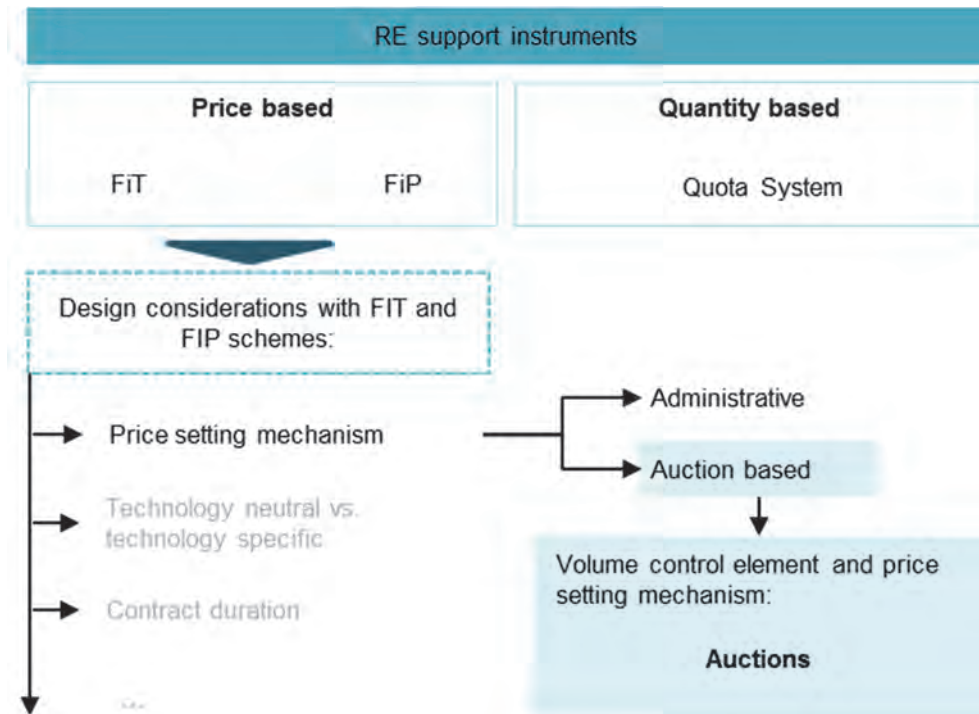 RE support instruments
Price based
FiT
FiP
Quantity based
Quota System
Design considerations with FIT and
FIP schemes:
Price setting mechanism
Administrative
Auction based
Technology neutral vs.
technology specific
Contract duration
Volume control element and price
setting mechanism:
Auctions